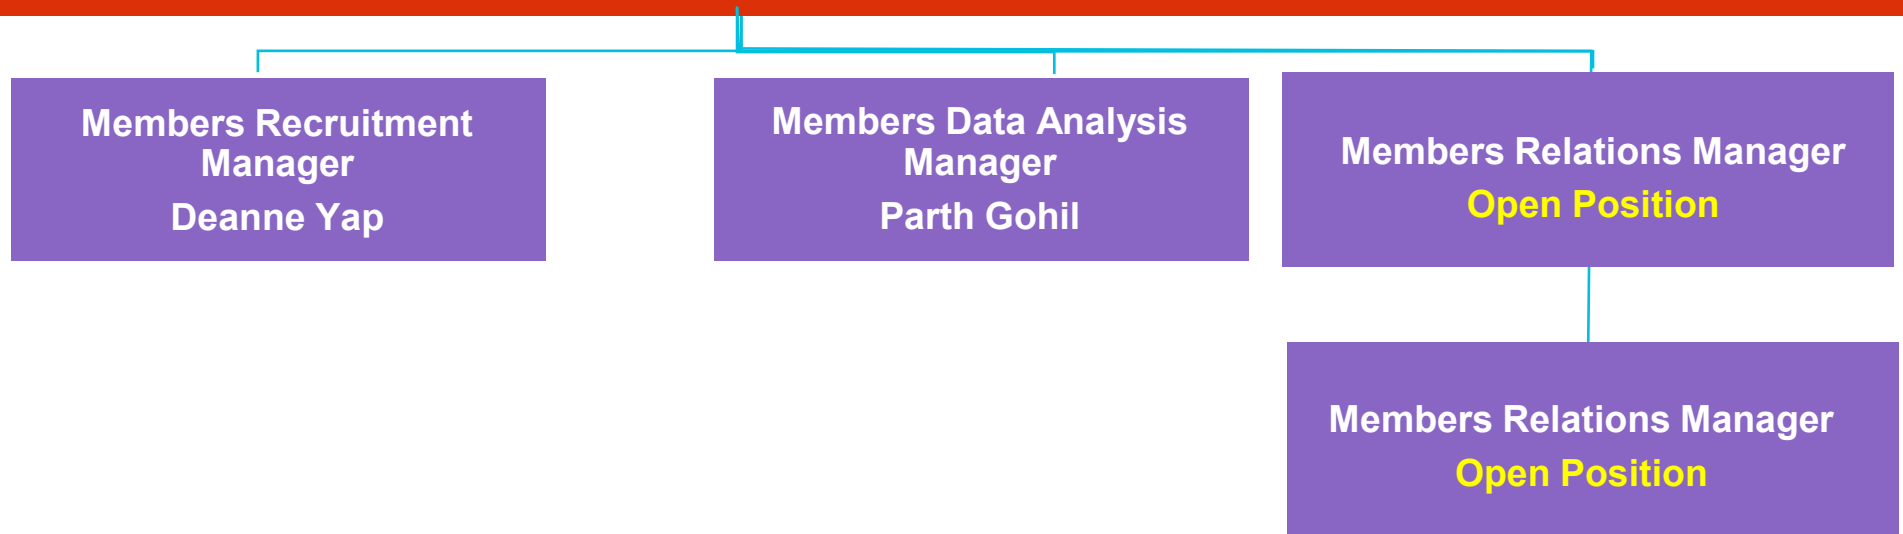 Members Recruitment
Manager
Deanne Yap
Members Data Analysis
Manager
Parth Gohil
Members Relations Manager
Open Position
Members Relations Manager
Open Position